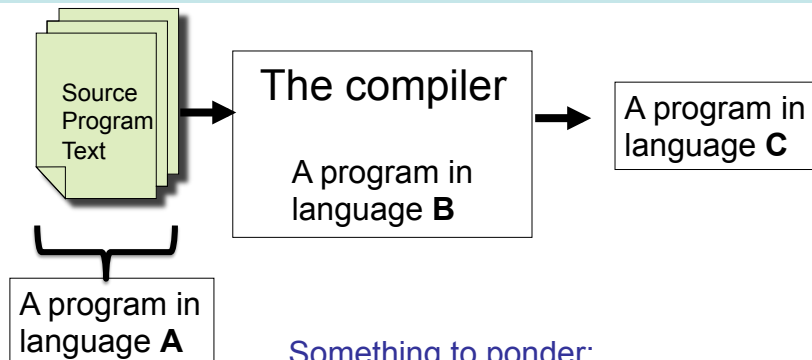 Source
Program
Text
The compiler
A program in
language B
A program in
language C
A program in
language A
Something to ponder: